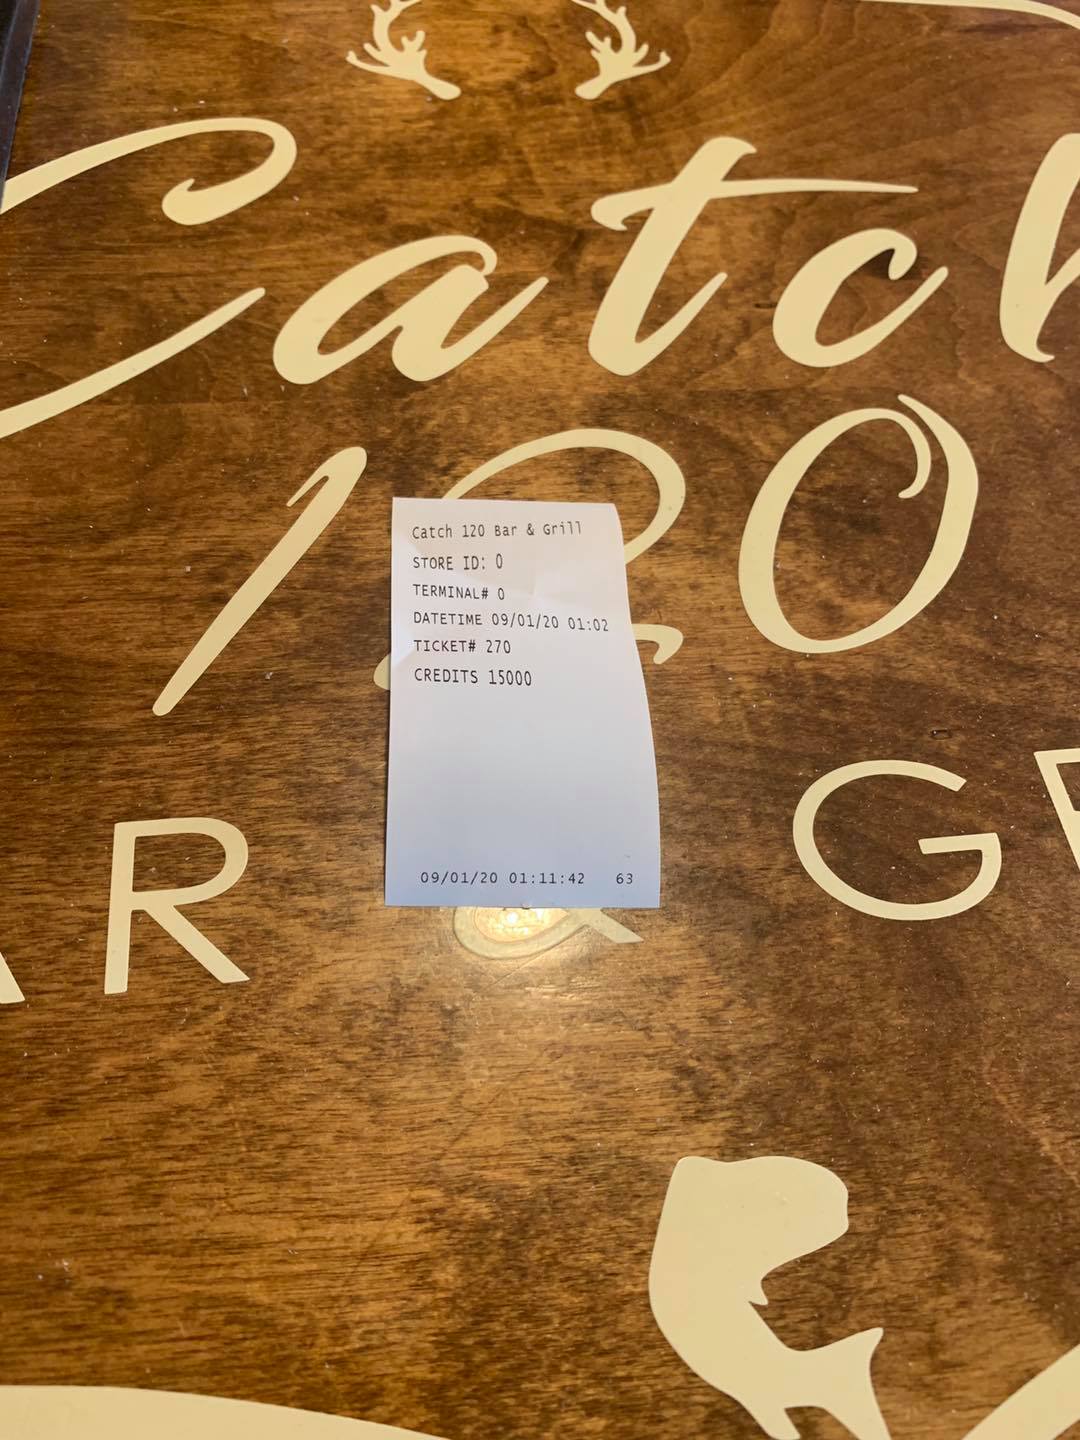 Catch
120
Catch 120 Bar & Grill
STORE ID: 0
TERMINAL# 0
DATETIME 09/01/20 01:02
TICKET# 270
CREDITS 15000
09/01/20 01:11:42 63
AR & GR